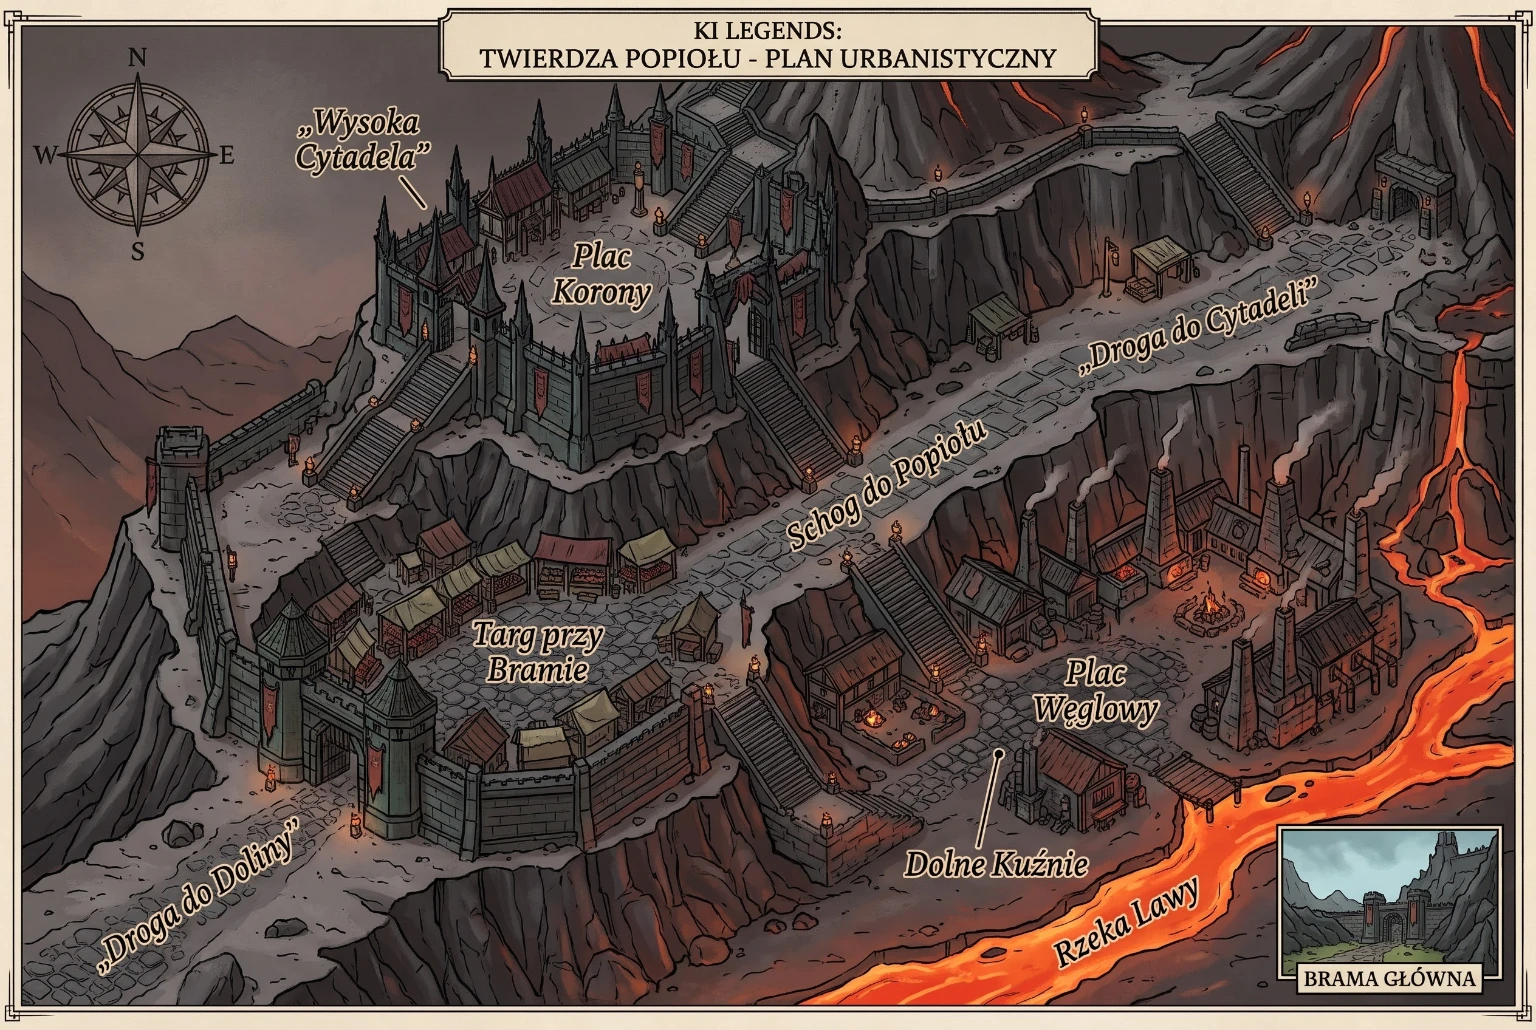 KI LEGENDS:
TWIERDZA POPIOŁU - PLAN URBANISTYCZNY
N
W E
S
„Wysoka
Cytadela”
Plac
Korony
„Droga do Cytadeli”
Schog do Popiołu
Targ przy
Bramie
Plac
Węglowy
Dolne Kuźnie
„Droga do Doliny”
Rzeka Lawy
BRAMA GŁÓWNA